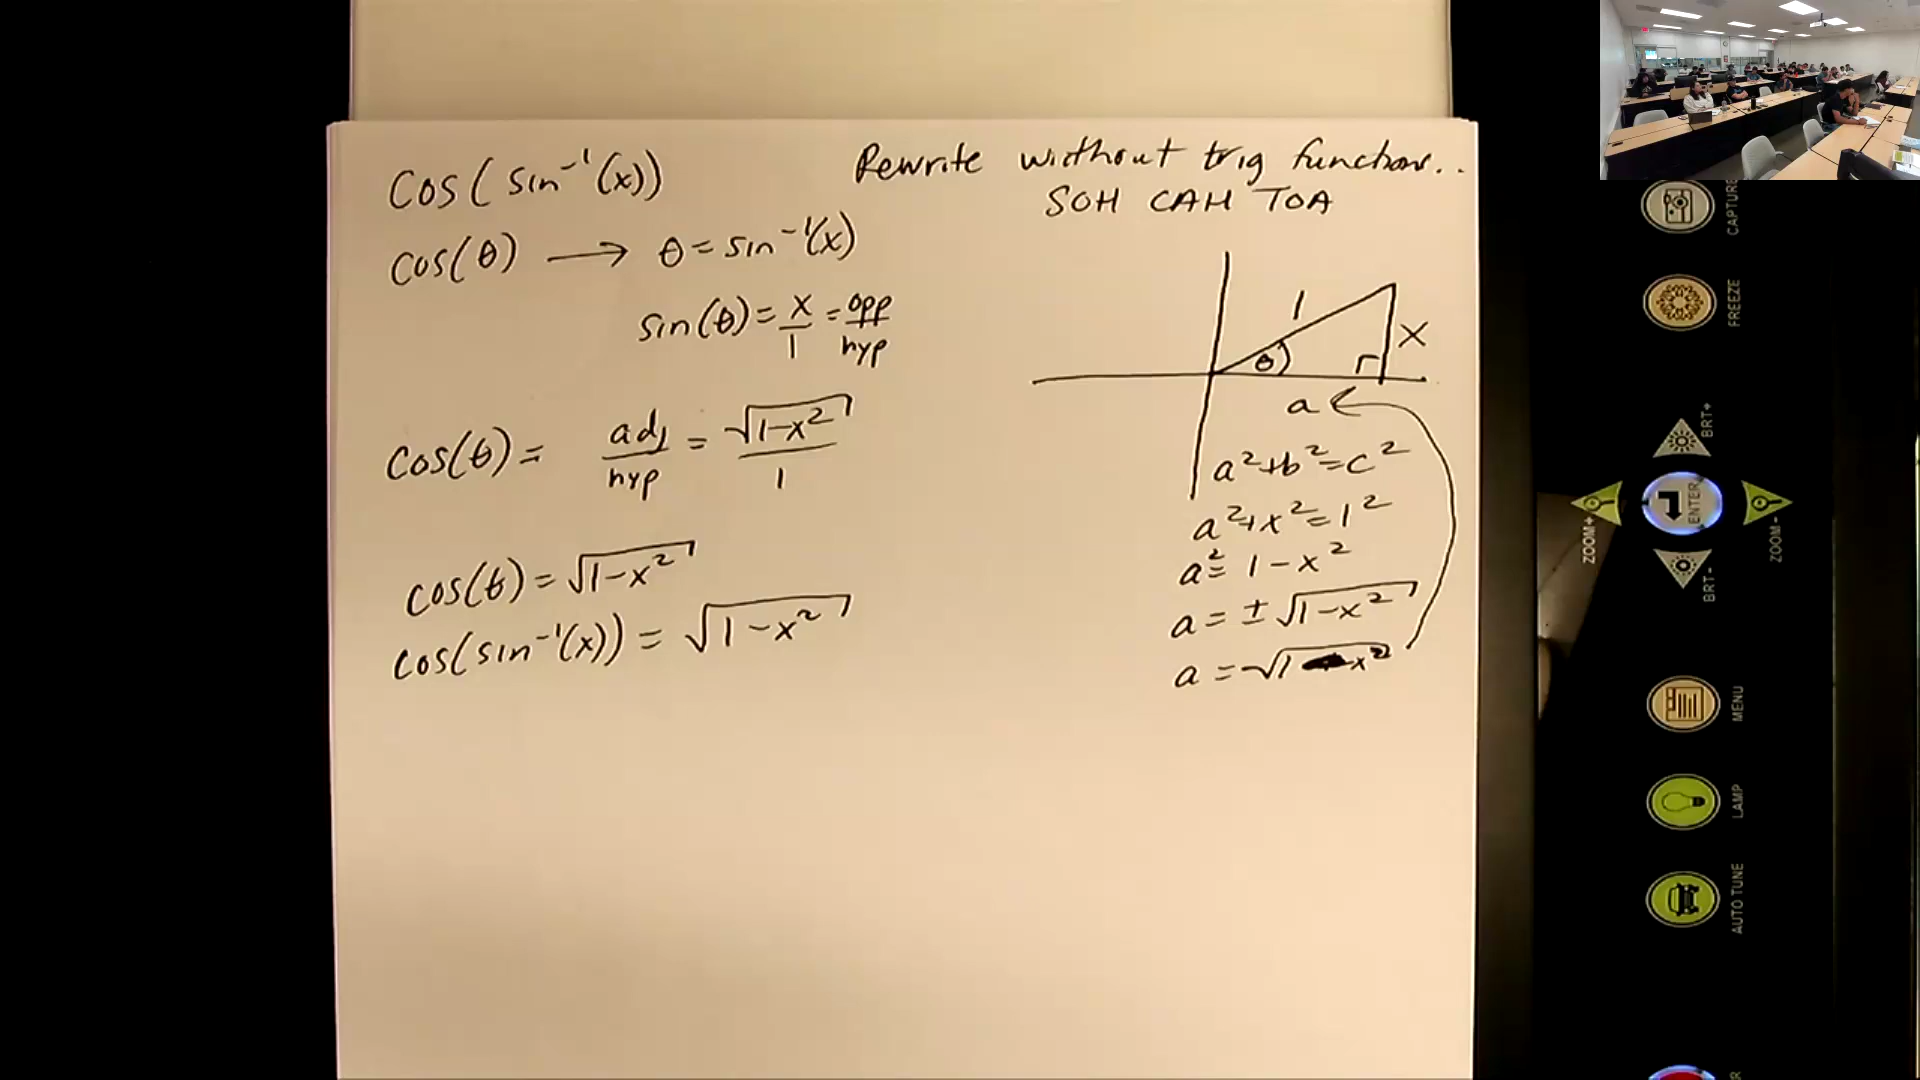 Rewrite without trig functions..
SOH CAH TOA
cos(sin⁻¹(x))
cos(θ) → θ = sin⁻¹(x)
sin(θ) = x/1 = opp/hyp
cos(θ) = adj/hyp = √(1-x²)/1
cos(θ) = √(1-x²)
cos(sin⁻¹(x)) = √(1-x²)
1
x
θ
a
a²+b²=c²
a²+x²=1²
a²=1-x²
a = ±√(1-x²)
a = √(1-x²)
CAPTURE
FREEZE
BRT+
ZOOM+
ENTER
ZOOM-
BRT-
MENU
LAMP
AUTO TUNE